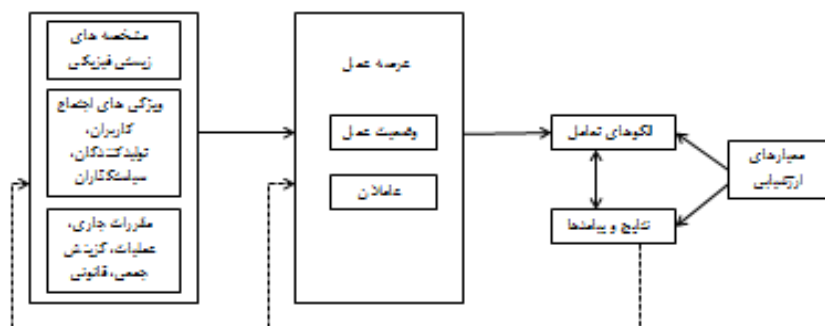 مشخصه های
زیستی فیزیکی
ویژگی های اجتماع
کاربران،
تولیدکنندگان،
سیاستگذاران
مقررات جاری،
عملیات، گزینش
جمعی، قانونی
عرصه عمل
وضعیت عمل
عاملان
الگوهای تعامل
نتایج و پیامدها
معیارهای
ارزشیابی